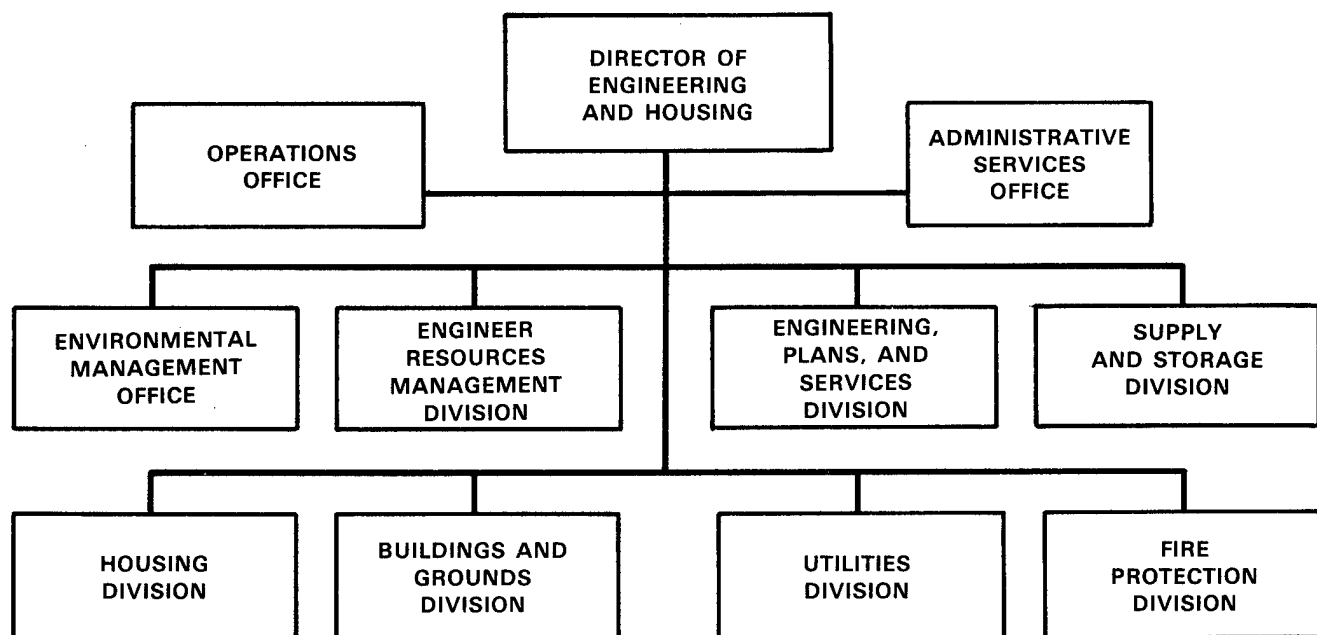 DIRECTOR OF
ENGINEERING
AND HOUSING
OPERATIONS
OFFICE
ADMINISTRATIVE
SERVICES
OFFICE
ENVIRONMENTAL
MANAGEMENT
OFFICE
ENGINEER
RESOURCES
MANAGEMENT
DIVISION
ENGINEERING,
PLANS, AND
SERVICES
DIVISION
SUPPLY
AND STORAGE
DIVISION
HOUSING
DIVISION
BUILDINGS AND
GROUNDS
DIVISION
UTILITIES
DIVISION
FIRE
PROTECTION
DIVISION